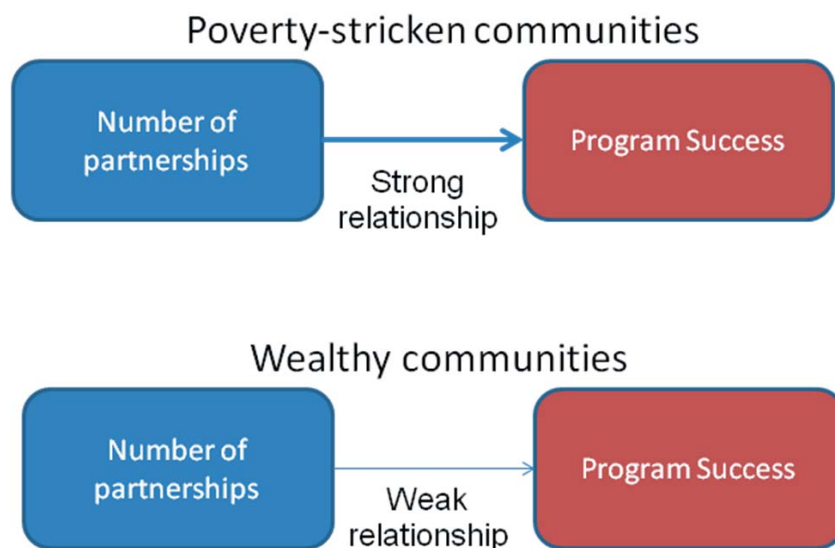 Poverty-stricken communities
Number of
partnerships
Program Success
Strong
relationship
Wealthy communities
Number of
partnerships
Program Success
Weak
relationship